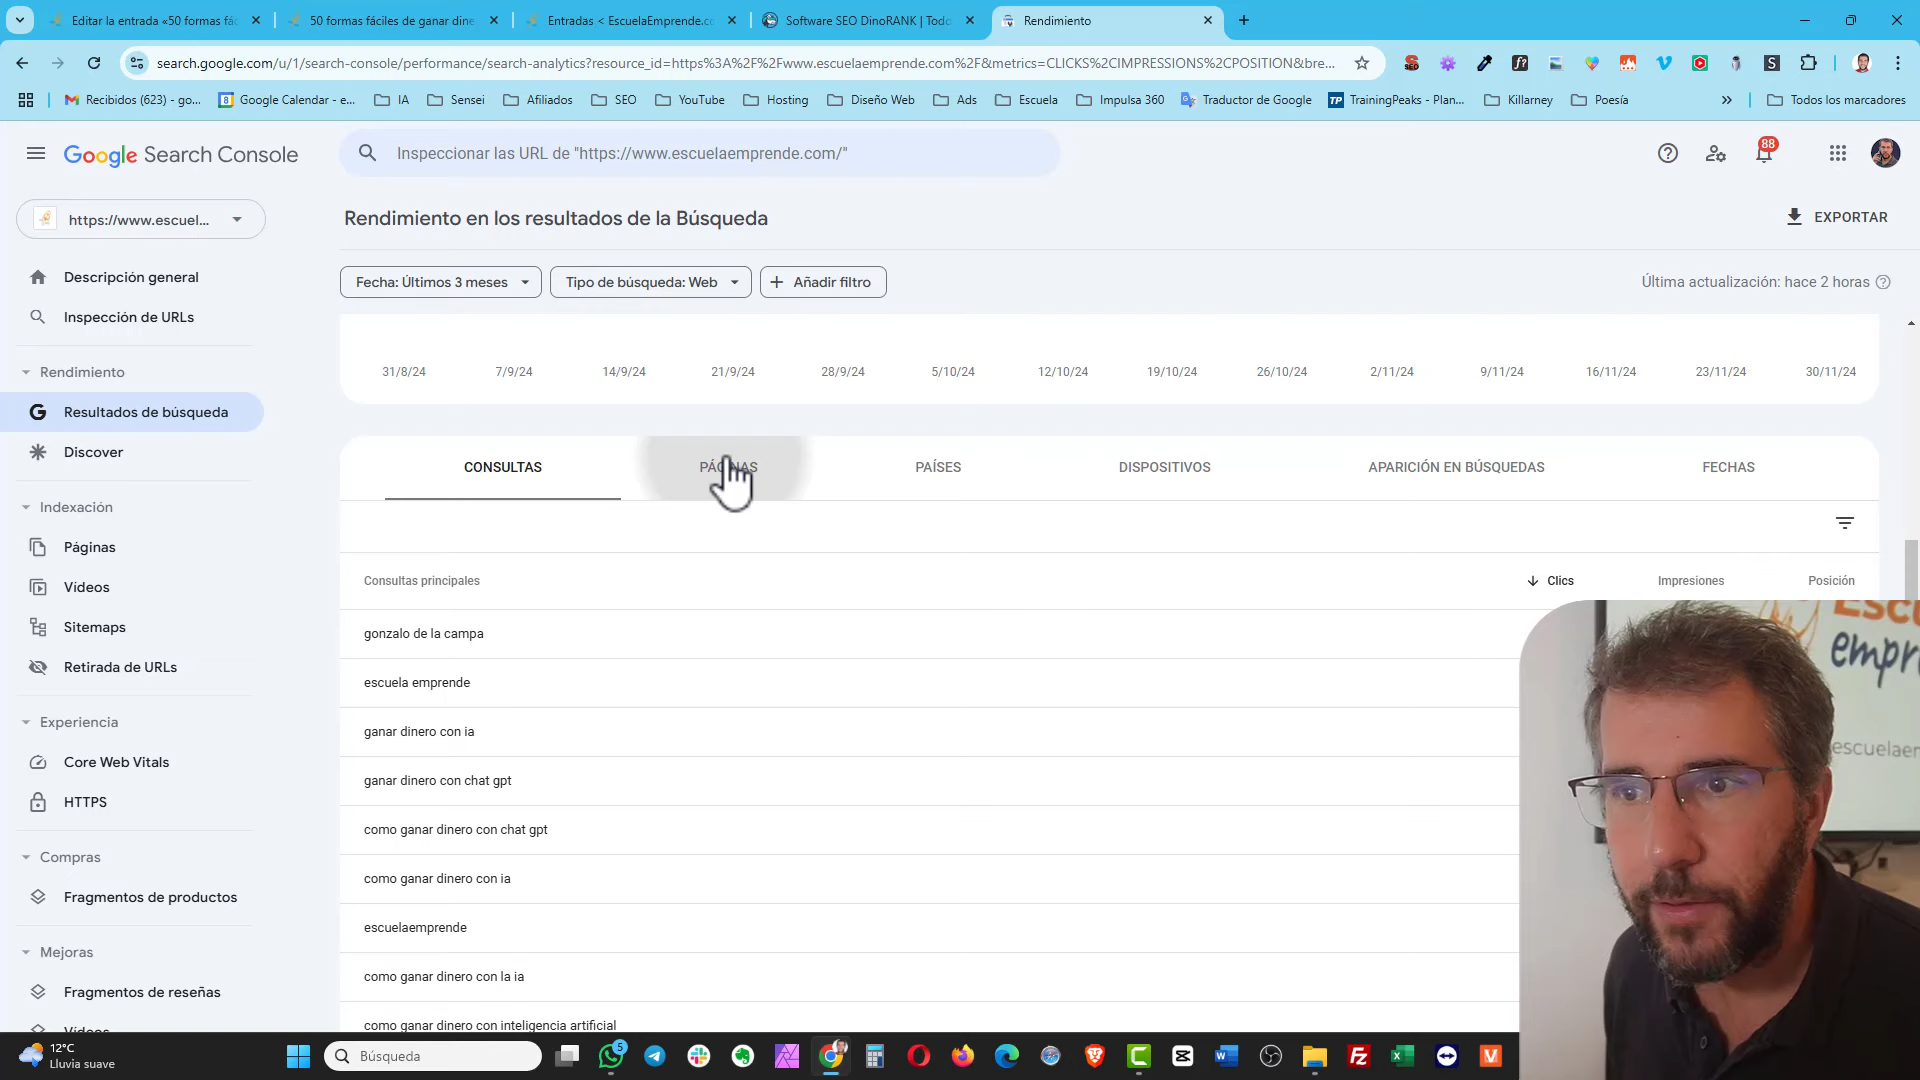 Editar la entrada «50 formas fác
50 formas fáciles de ganar dine
Entradas < EscuelaEmprende.co
Software SEO DinoRANK | Todo
Rendimiento
search.google.com/u/1/search-console/performance/search-analytics?resource_id=https%3A%2F%2Fwww.escuelaemprende.com%2F&metrics=CLICKS%2CIMPRESSIONS%2CPOSITION&bre...
Recibidos (623) - go...
Google Calendar - e...
IA
Sensei
Afiliados
SEO
YouTube
Hosting
Diseño Web
Ads
Escuela
Impulsa 360
Traductor de Google
TrainingPeaks - Plan...
Killarney
Poesía
Todos los marcadores
Google Search Console
Inspeccionar las URL de "https://www.escuelaemprende.com/"
88
https://www.escuel...
Rendimiento en los resultados de la Búsqueda
EXPORTAR
Fecha: Últimos 3 meses
Tipo de búsqueda: Web
Añadir filtro
Última actualización: hace 2 horas
Descripción general
Inspección de URLs
Rendimiento
Resultados de búsqueda
Discover
Indexación
Páginas
Vídeos
Sitemaps
Retirada de URLs
Experiencia
Core Web Vitals
HTTPS
Compras
Fragmentos de productos
Mejoras
Fragmentos de reseñas
Vídeos
31/8/24 7/9/24 14/9/24 21/9/24 28/9/24 5/10/24 12/10/24 19/10/24 26/10/24 2/11/24 9/11/24 16/11/24 23/11/24 30/11/24
CONSULTAS PÁGINAS PAÍSES DISPOSITIVOS APARICIÓN EN BÚSQUEDAS FECHAS
Consultas principales Clics Impresiones Posición
gonzalo de la campa
escuela emprende
ganar dinero con ia
ganar dinero con chat gpt
como ganar dinero con chat gpt
como ganar dinero con ia
escuelaemprende
como ganar dinero con la ia
como ganar dinero con inteligencia artificial
Escu
empr
escuelaem
12°C
Lluvia suave
Búsqueda
5